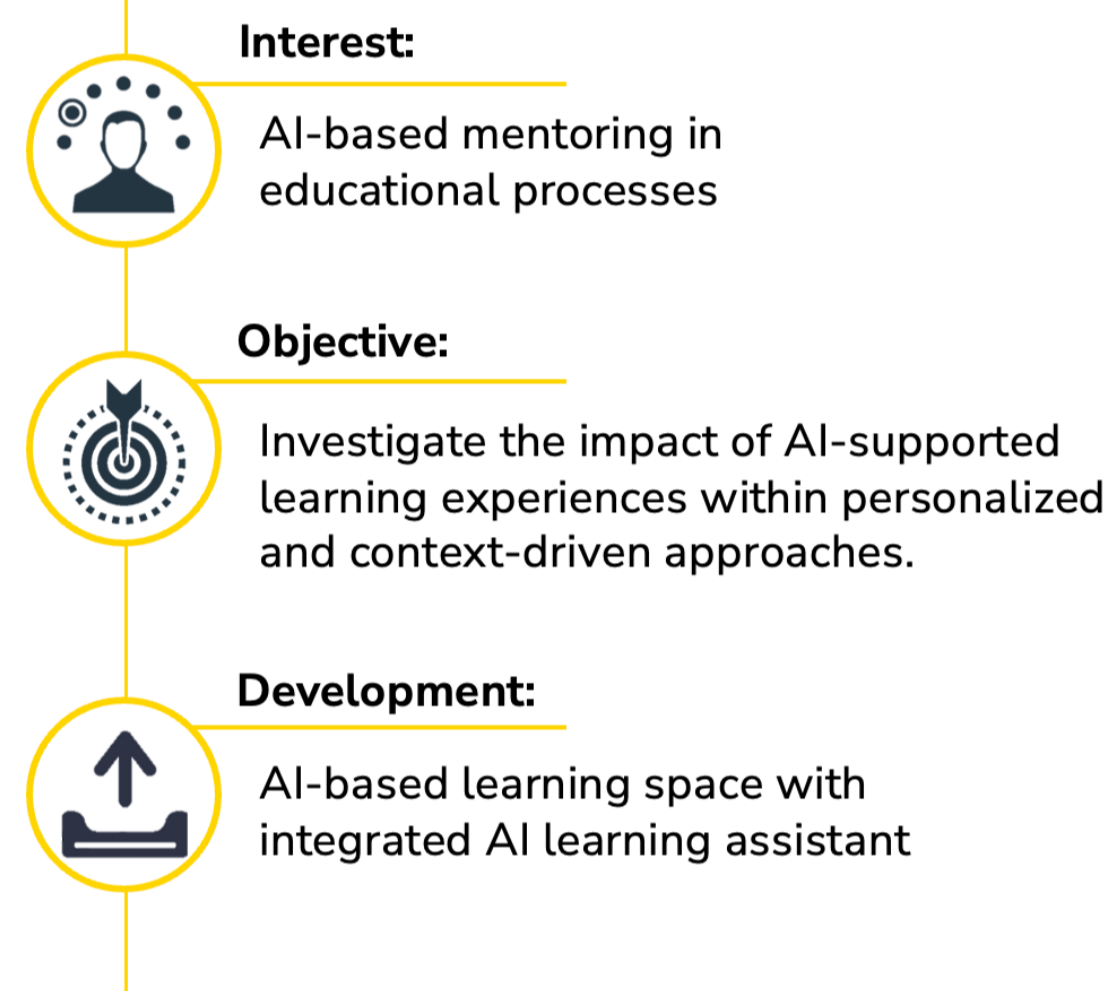 Interest:
AI-based mentoring in
educational processes
Objective:
Investigate the impact of AI-supported
learning experiences within personalized
and context-driven approaches.
Development:
AI-based learning space with
integrated AI learning assistant